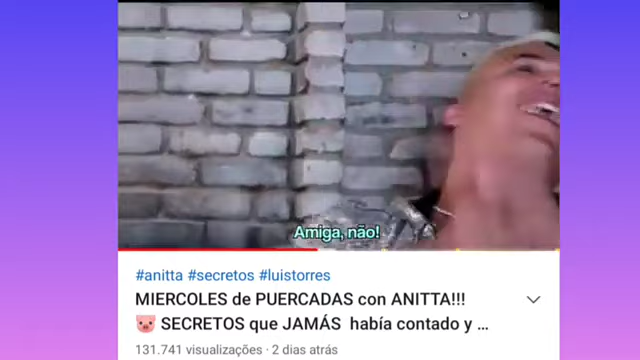 Amiga, não!
#anitta #secretos #luistorres
MIERCOLES de PUERCADAS con ANITTA!!!
🐷 SECRETOS que JAMÁS había contado y ...
131.741 visualizações · 2 dias atrás